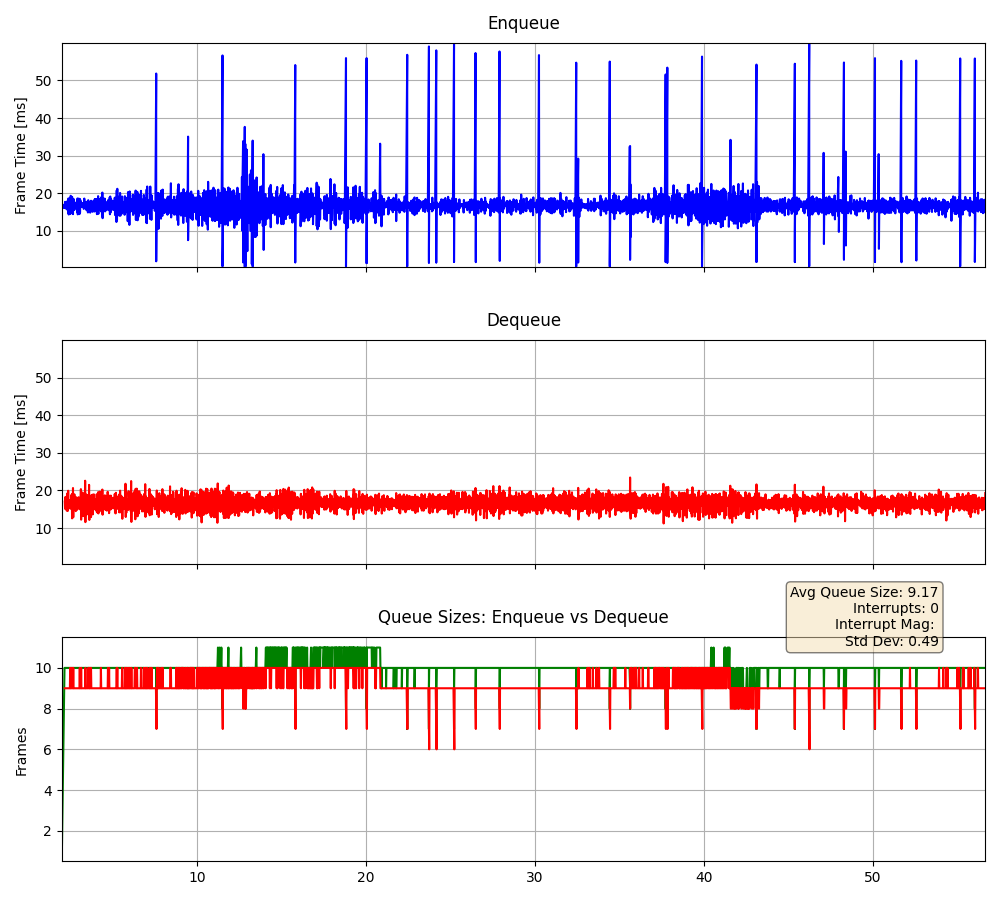 Enqueue
Frame Time [ms]
50
40
30
20
10
Dequeue
Frame Time [ms]
50
40
30
20
10
Avg Queue Size: 9.17
Interrupts: 0
Interrupt Mag:
Std Dev: 0.49
Queue Sizes: Enqueue vs Dequeue
Frames
10
8
6
4
2
10 20 30 40 50